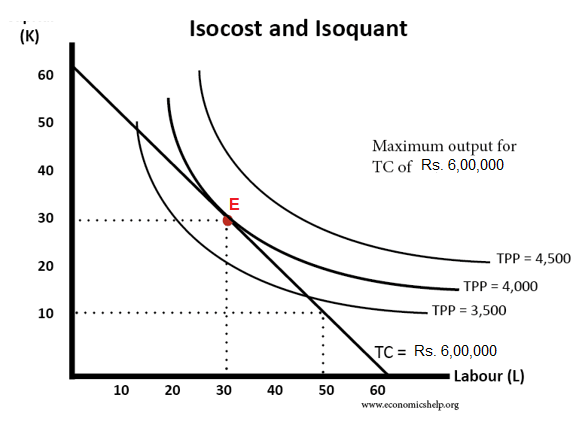 Isocost and Isoquant
(K)
60
50
40
30
20
10
Maximum output for
TC of Rs. 6,00,000
E
TPP = 4,500
TPP = 4,000
TPP = 3,500
TC = Rs. 6,00,000
Labour (L)
10 20 30 40 50 60
www.economicshelp.org